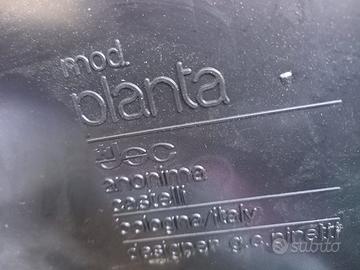 mod.
planta
anonima
castelli
bologna/italy
designer g.c. piretti
subito